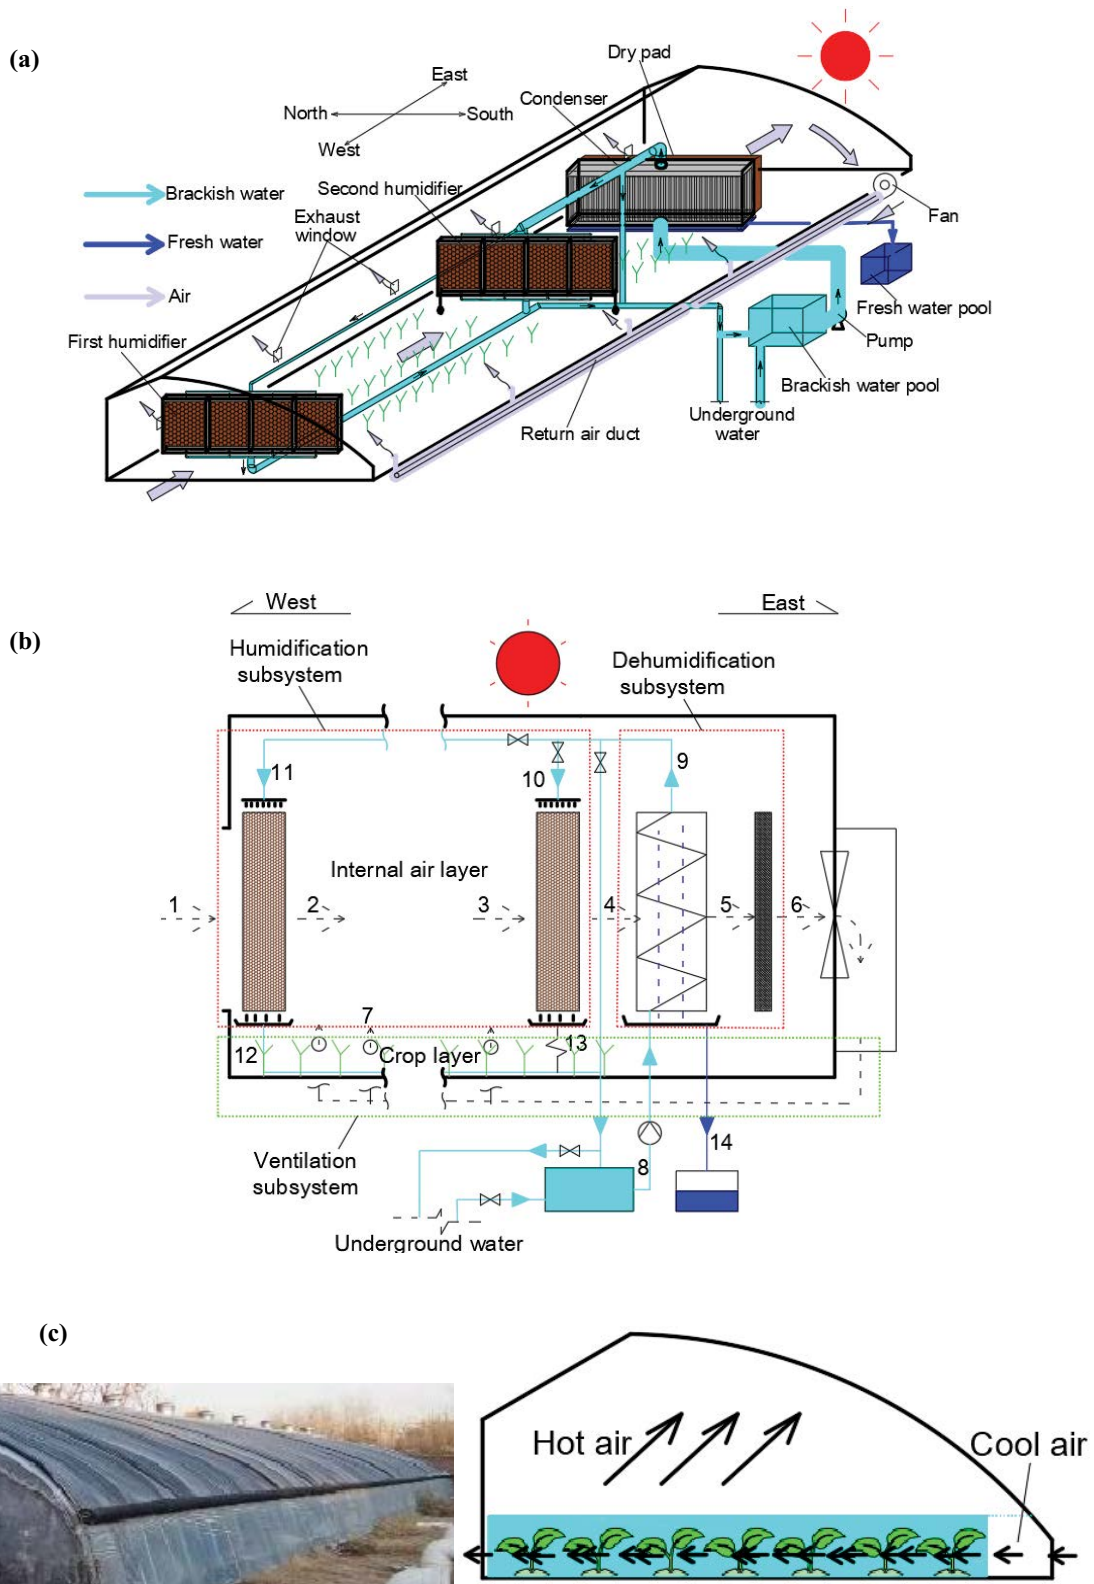 (a)
Dry pad
East
Condenser
North
South
West
Second humidifier
Brackish water
Exhaust
window
Fresh water
Fan
Air
Fresh water pool
First humidifier
Pump
Brackish water pool
Underground
water
Return air duct
(b)
West
East
Humidification
subsystem
Dehumidification
subsystem
11
10
9
Internal air layer
1
2
3
4
5
6
7
12
Crop layer
13
14
Ventilation
subsystem
8
Underground water
(c)
Hot air
Cool air